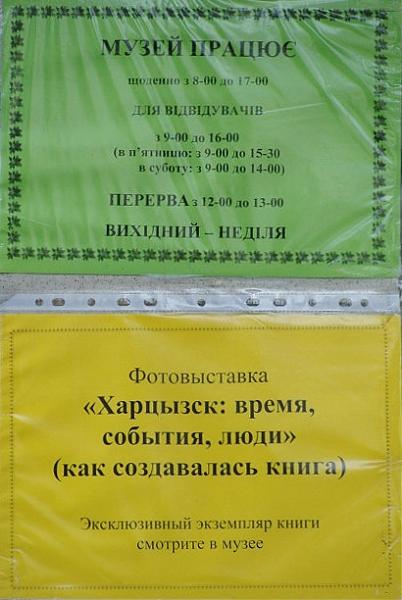 МУЗЕЙ ПРАЦЮЄ
щоденно з 8-00 до 17-00
ДЛЯ ВІДВІДУВАЧІВ
з 9-00 до 16-00
(в п’ятницю: з 9-00 до 15-30
в суботу: з 9-00 до 14-00)
ПЕРЕРВА з 12-00 до 13-00
ВИХІДНИЙ – НЕДІЛЯ
Фотовыставка
«Харцызск: время,
события, люди»
(как создавалась книга)
Эксклюзивный экземпляр книги
смотрите в музее